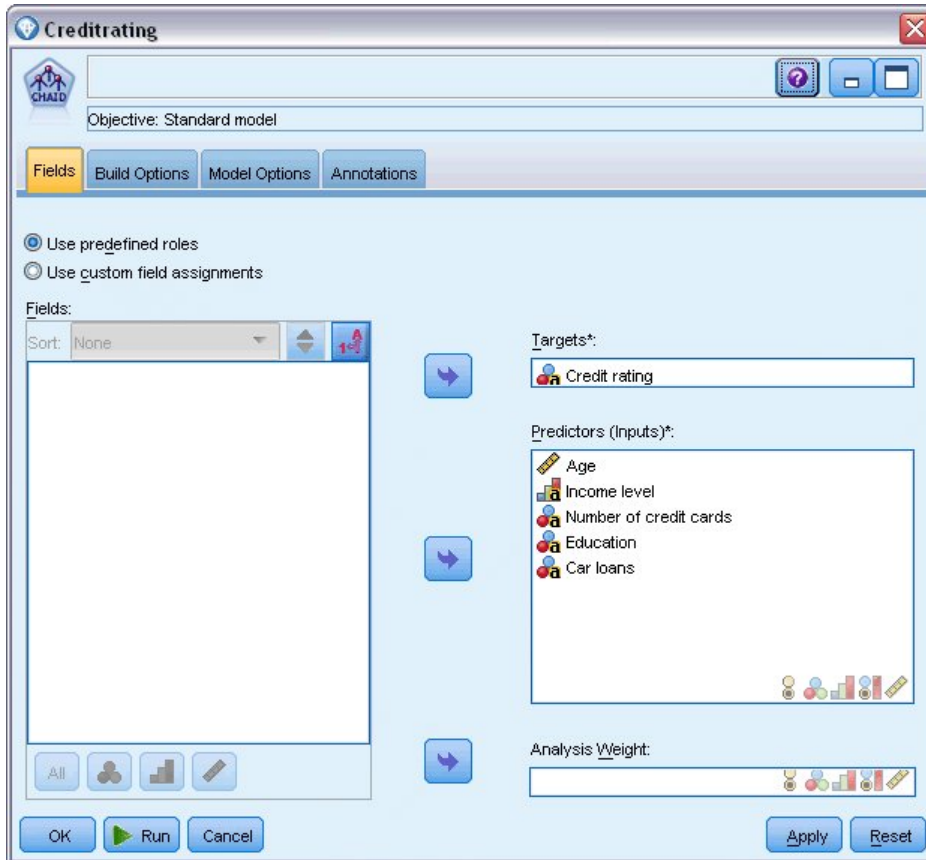 Creditrating
CHAID
Objective: Standard model
Fields Build Options Model Options Annotations
Use predefined roles
Use custom field assignments
Fields:
Sort: None
Targets*:
Credit rating
Predictors (Inputs)*:
Age
Income level
Number of credit cards
Education
Car loans
Analysis Weight:
All
OK Run Cancel Apply Reset